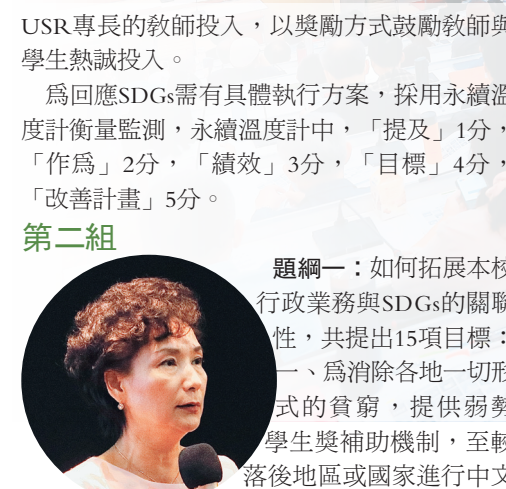 USR專長的教師投入，以獎勵方式鼓勵教師與
學生熱誠投入。
為回應SDGs需有具體執行方案，採用永續溫
度計衡量監測，永續溫度計中，「提及」1分，
「作為」2分，「績效」3分，「目標」4分，
「改善計畫」5分。
第二組
題綱一：如何拓展本校
行政業務與SDGs的關聯
性，共提出15項目標：
一、為消除各地一切形
式的貧窮，提供弱勢
學生獎補助機制，至較
落後地區或國家進行中文